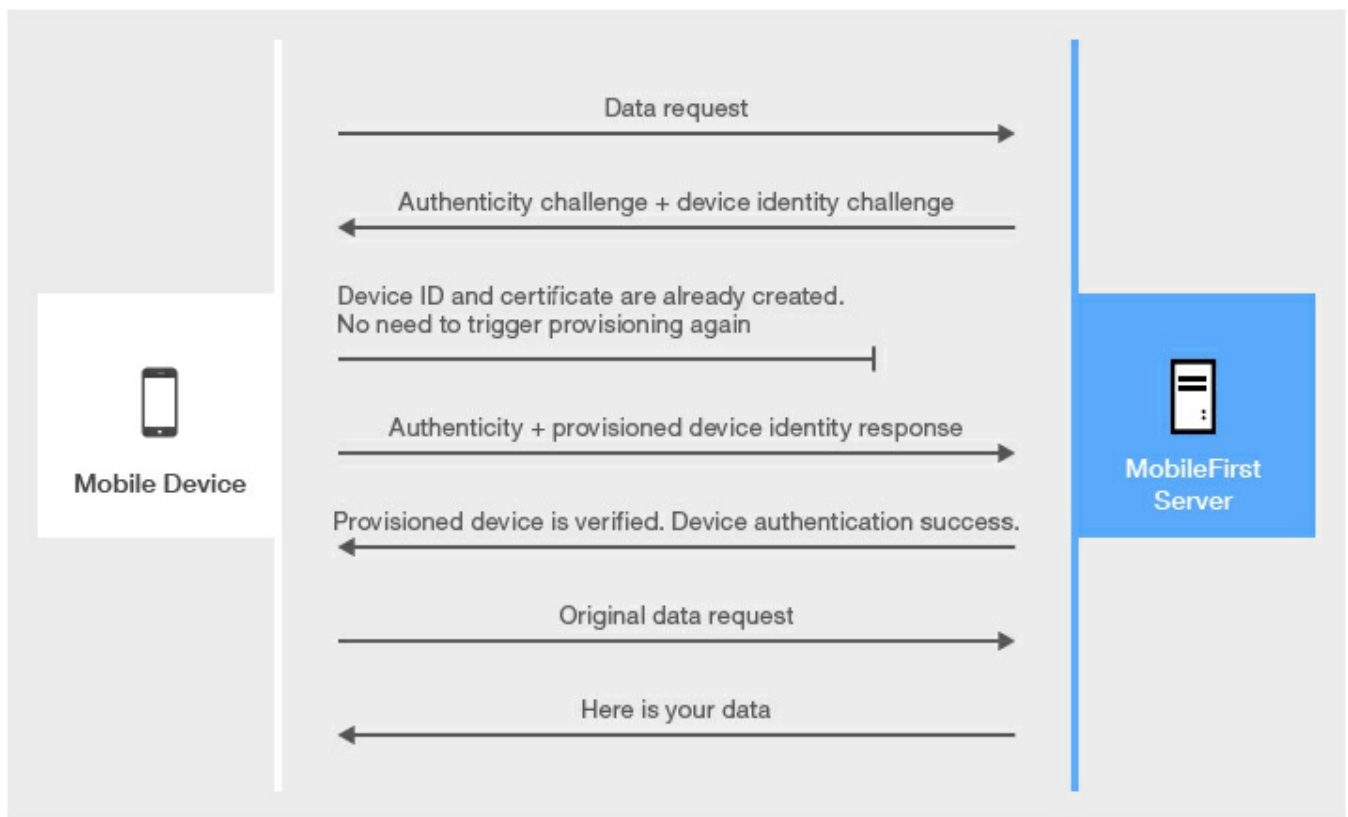 Data request
Authenticity challenge + device identity challenge
Device ID and certificate are already created.
No need to trigger provisioning again
Authenticity + provisioned device identity response
Mobile Device
MobileFirst
Server
Provisioned device is verified. Device authentication success.
Original data request
Here is your data